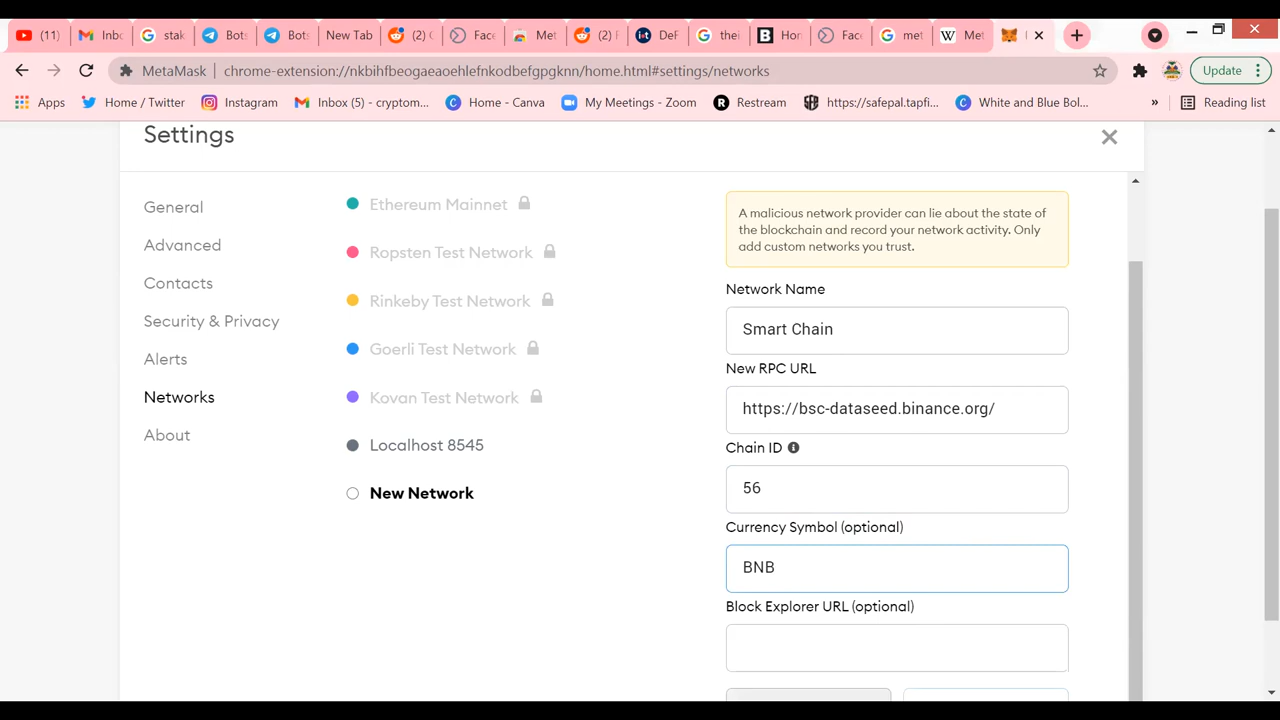 (11)
Inbo
stak
Bots
Bots
New Tab
(2) C
Face
Met
(2) F
DeF
thei
Hon
Face
met
Met
MetaMask
chrome-extension://nkbihfbeogaeaoehlefnkodbefgpgknn/home.html#settings/networks
Update
Apps
Home / Twitter
Instagram
Inbox (5) - cryptom...
Home - Canva
My Meetings - Zoom
Restream
https://safepal.tapfi...
White and Blue Bol...
»
Reading list
Settings
General
Advanced
Contacts
Security & Privacy
Alerts
Networks
About
Ethereum Mainnet
Ropsten Test Network
Rinkeby Test Network
Goerli Test Network
Kovan Test Network
Localhost 8545
New Network
A malicious network provider can lie about the state of
the blockchain and record your network activity. Only
add custom networks you trust.
Network Name
Smart Chain
New RPC URL
https://bsc-dataseed.binance.org/
Chain ID
56
Currency Symbol (optional)
BNB
Block Explorer URL (optional)